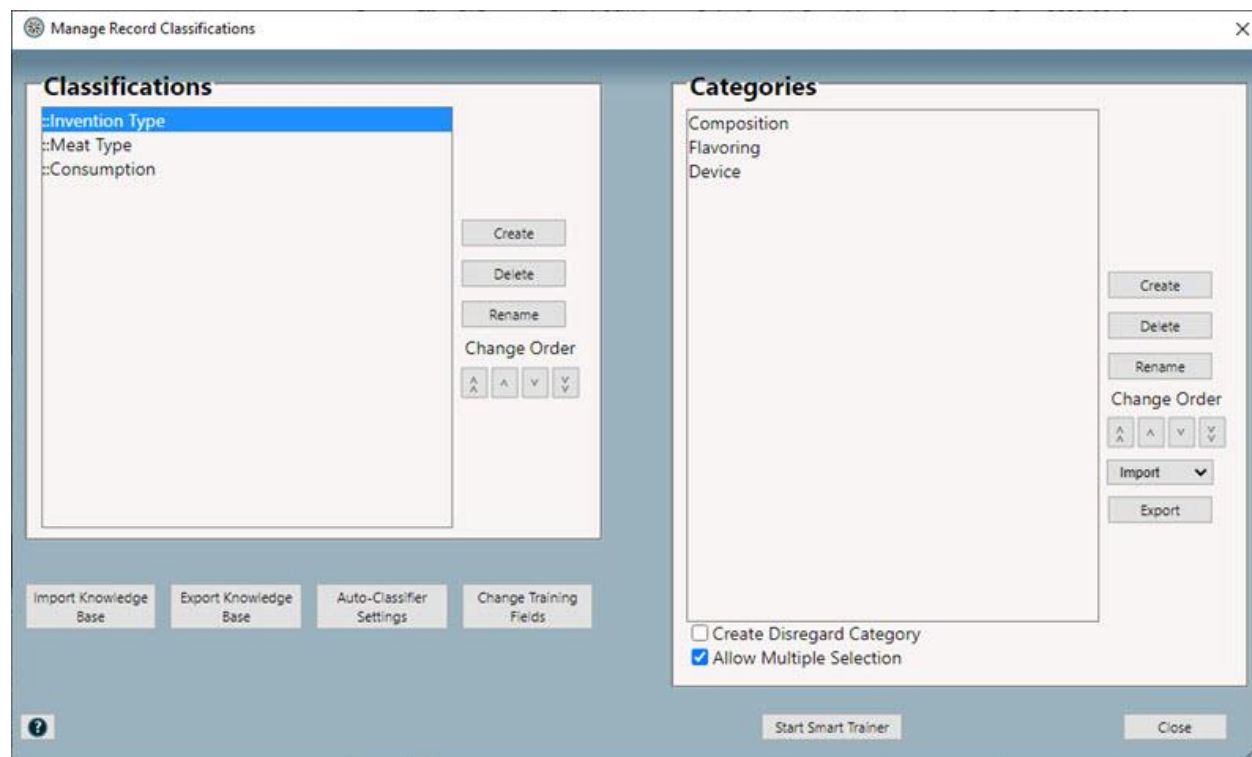 Manage Record Classifications
Classifications
::Invention Type
::Meat Type
::Consumption
Create
Delete
Rename
Change Order
Import Knowledge
Base
Export Knowledge
Base
Auto-Classifier
Settings
Change Training
Fields
Categories
Composition
Flavoring
Device
Create
Delete
Rename
Change Order
Import
Export
Create Disregard Category
Allow Multiple Selection
?
Start Smart Trainer
Close